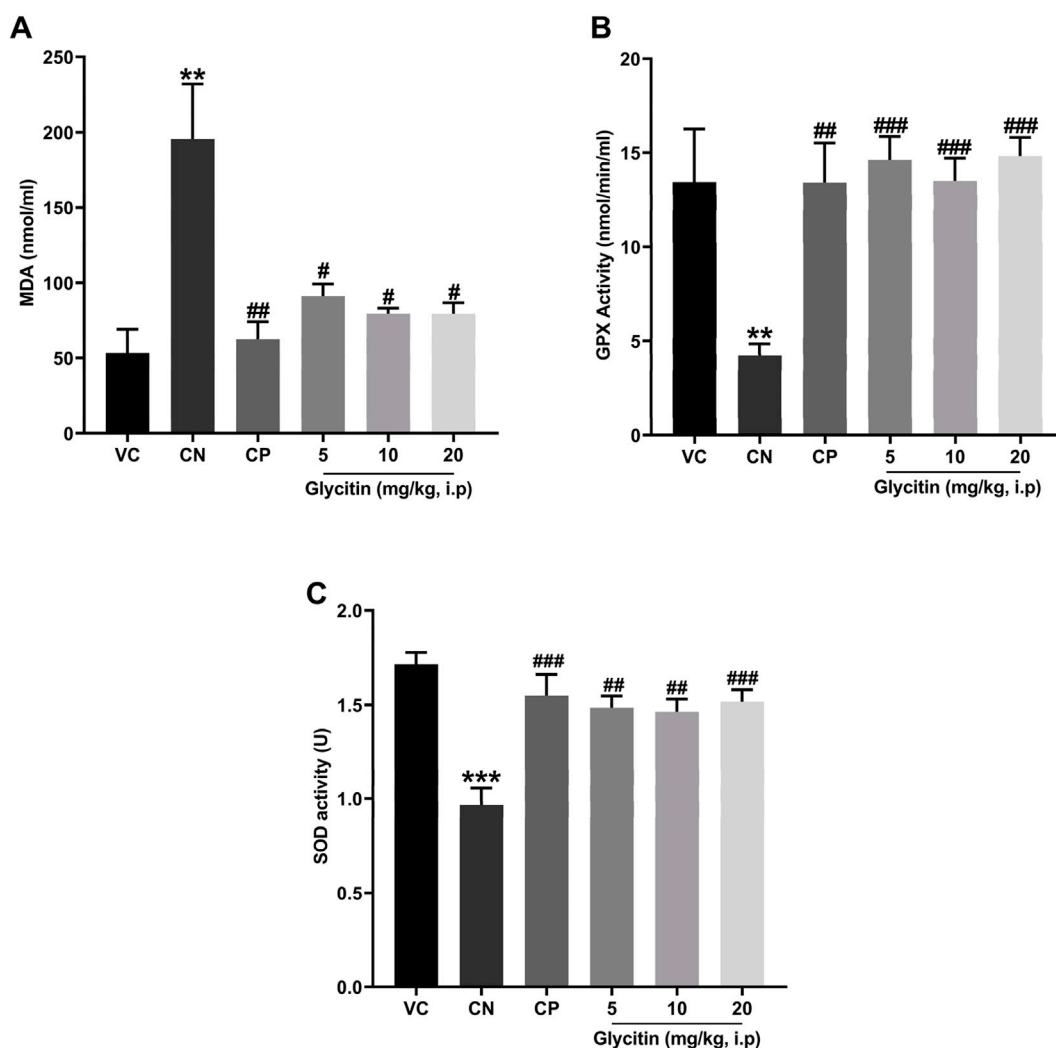 A
MDA (nmol/ml)
250
200
150
100
50
0
**
##
#
#
#
VC CN CP 5 10 20
Glycitin (mg/kg, i.p)
B
GPX Activity (nmol/min/ml)
20
15
10
5
0
**
##
###
###
###
VC CN CP 5 10 20
Glycitin (mg/kg, i.p)
C
SOD activity (U)
2.0
1.5
1.0
0.5
0.0
***
###
##
##
###
VC CN CP 5 10 20
Glycitin (mg/kg, i.p)